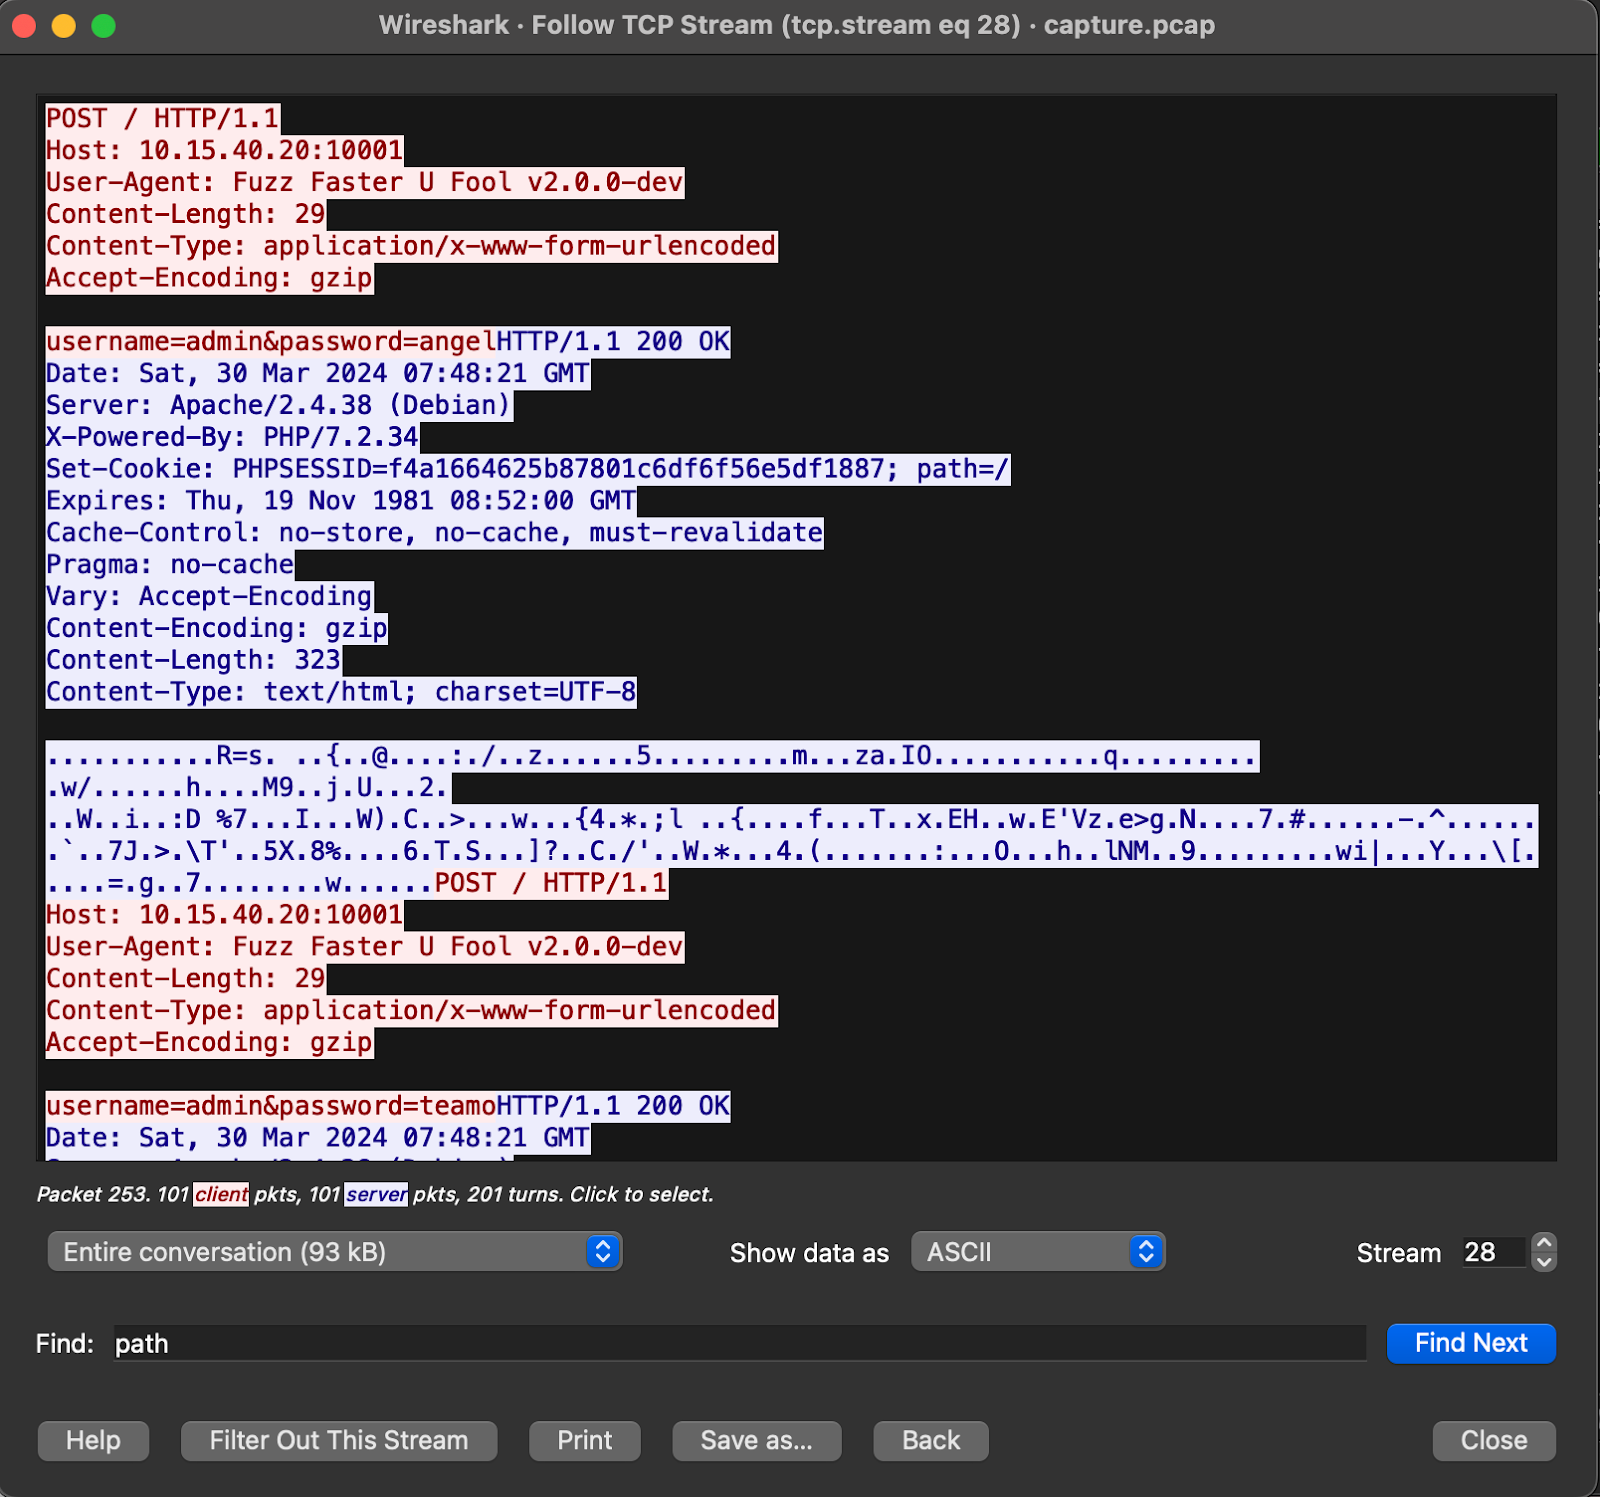 Wireshark · Follow TCP Stream (tcp.stream eq 28) · capture.pcap
POST / HTTP/1.1
Host: 10.15.40.20:10001
User-Agent: Fuzz Faster U Fool v2.0.0-dev
Content-Length: 29
Content-Type: application/x-www-form-urlencoded
Accept-Encoding: gzip
username=admin&password=angelHTTP/1.1 200 OK
Date: Sat, 30 Mar 2024 07:48:21 GMT
Server: Apache/2.4.38 (Debian)
X-Powered-By: PHP/7.2.34
Set-Cookie: PHPSESSID=f4a1664625b87801c6df6f56e5df1887; path=/
Expires: Thu, 19 Nov 1981 08:52:00 GMT
Cache-Control: no-store, no-cache, must-revalidate
Pragma: no-cache
Vary: Accept-Encoding
Content-Encoding: gzip
Content-Length: 323
Content-Type: text/html; charset=UTF-8
...........R=s. ..{..@....:./..z......5.........m...za.IO...........q.........
.w/......h....M9..j.U...2.
..W..i..:D %7...I...W).C..>...w...{4.*.;l ..{....f...T..x.EH..w.E'Vz.e>g.N....7.#......-.^......
.`..7J.>.\T'..5X.8%....6.T.S...]?..C./'..W.*...4.(.......:...O...h..lNM..9.........wi|...Y...\[.
....=.g..7........w......POST / HTTP/1.1
Host: 10.15.40.20:10001
User-Agent: Fuzz Faster U Fool v2.0.0-dev
Content-Length: 29
Content-Type: application/x-www-form-urlencoded
Accept-Encoding: gzip
username=admin&password=teamoHTTP/1.1 200 OK
Date: Sat, 30 Mar 2024 07:48:21 GMT
Packet 253. 101 client pkts, 101 server pkts, 201 turns. Click to select.
Entire conversation (93 kB) Show data as ASCII Stream 28
Find: path Find Next
Help Filter Out This Stream Print Save as... Back Close